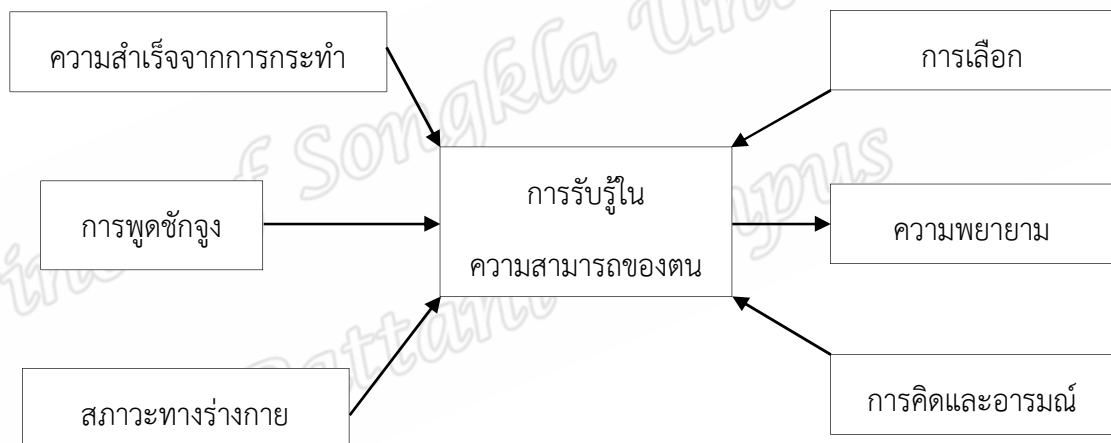 ความสำเร็จจากการกระทำ
การเลือก
การรับรู้ใน
ความสามารถของตน
การพูดชักจูง
ความพยายาม
สภาวะทางร่างกาย
การคิดและอารมณ์
f Songkla Uni
Pattani
mpus